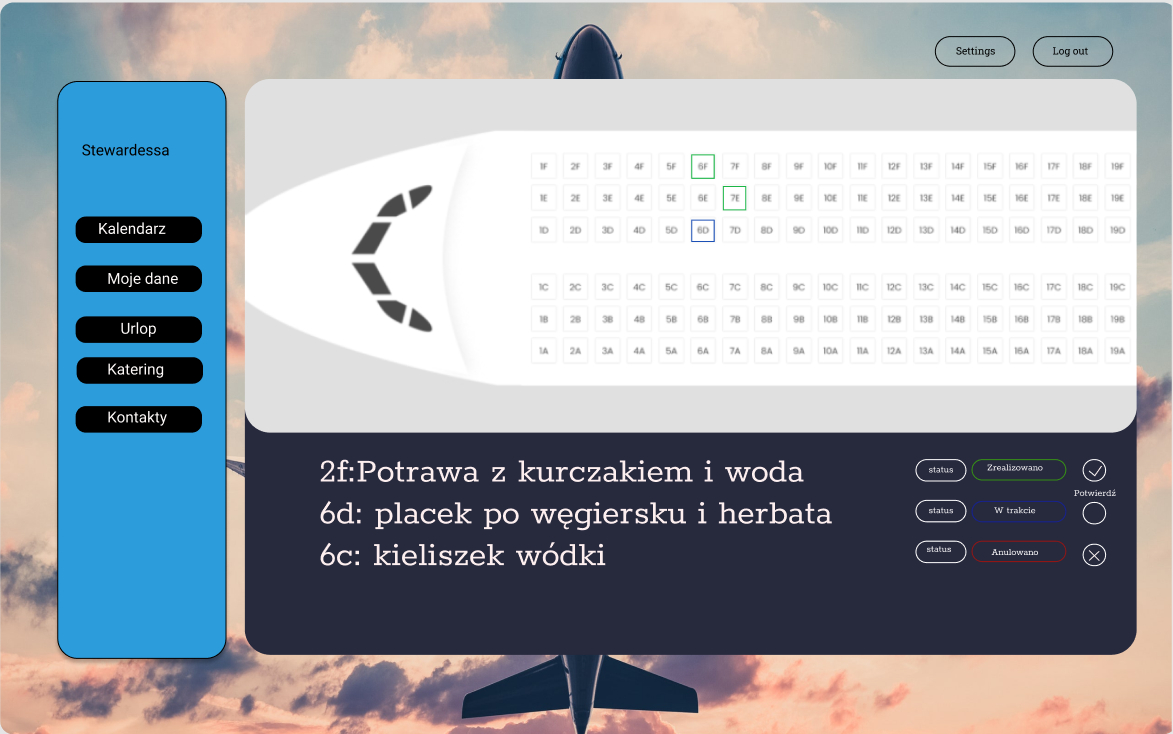 Settings
Log out
Stewardessa
Kalendarz
Moje dane
Urlop
Katering
Kontakty
1F 2F 3F 4F 5F 6F 7F 8F 9F 10F 11F 12F 13F 14F 15F 16F 17F 18F 19F
1E 2E 3E 4E 5E 6E 7E 8E 9E 10E 11E 12E 13E 14E 15E 16E 17E 18E 19E
1D 2D 3D 4D 5D 6D 7D 8D 9D 10D 11D 12D 13D 14D 15D 16D 17D 18D 19D
1C 2C 3C 4C 5C 6C 7C 8C 9C 10C 11C 12C 13C 14C 15C 16C 17C 18C 19C
1B 2B 3B 4B 5B 6B 7B 8B 9B 10B 11B 12B 13B 14B 15B 16B 17B 18B 19B
1A 2A 3A 4A 5A 6A 7A 8A 9A 10A 11A 12A 13A 14A 15A 16A 17A 18A 19A
2f:Potrawa z kurczakiem i woda
status Zrealizowano
Potwierdź
6d: placek po węgiersku i herbata
status W trakcie
6c: kieliszek wódki
status Anulowano